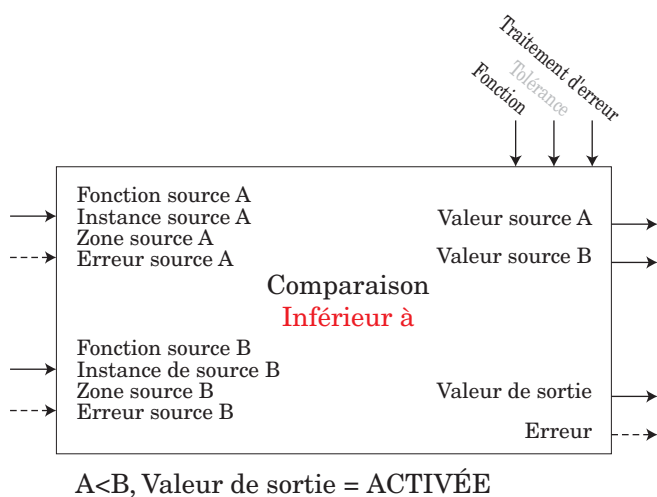 Traitement d'erreur
Tolérance
Fonction
Fonction source A
Instance source A
Zone source A
Erreur source A
Valeur source A
Valeur source B
Comparaison
Inférieur à
Fonction source B
Instance de source B
Zone source B
Erreur source B
Valeur de sortie
Erreur
A<B, Valeur de sortie = ACTIVÉE